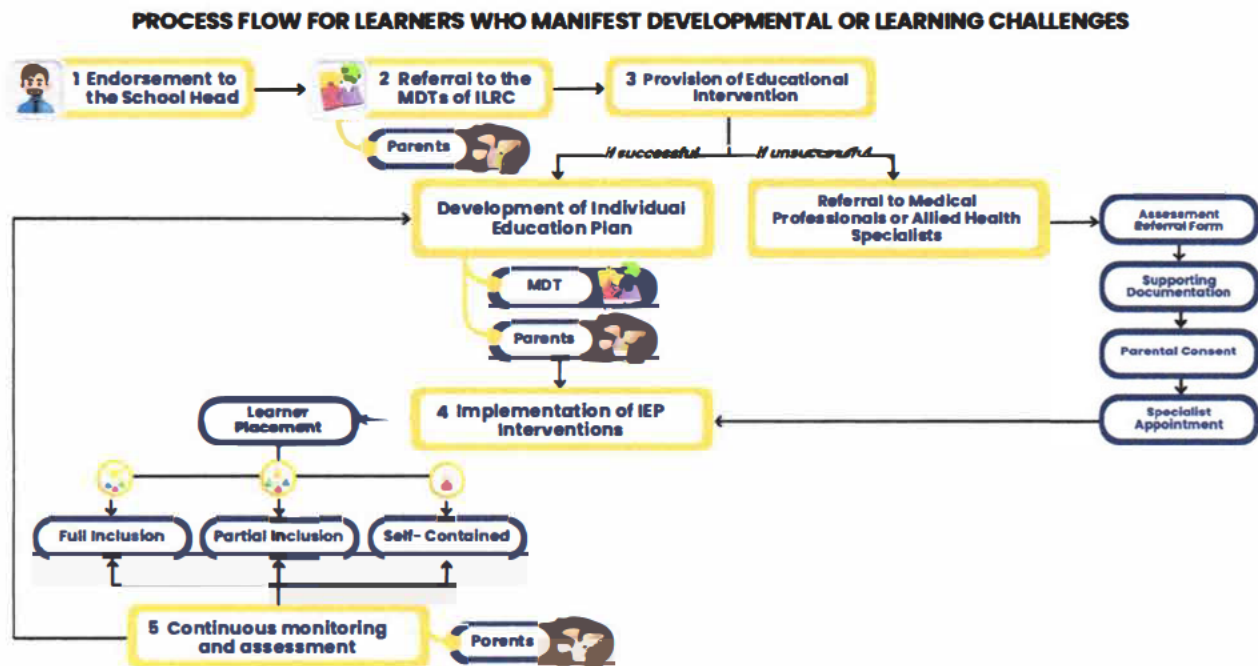 PROCESS FLOW FOR LEARNERS WHO MANIFEST DEVELOPMENTAL OR LEARNING CHALLENGES
1 Endorsement to
the School Head
2 Referral to the
MDTs of ILRC
3 Provision of Educational
Intervention
Parents
if successful
if unsuccessful
Development of Individual
Education Plan
Referral to Medical
Professionals or Allied Health
Specialists
Assessment
Referral Form
MDT
Supporting
Documentation
Parents
Parental Consent
Learner
Placement
4 Implementation of IEP
Interventions
Specialist
Appointment
Full Inclusion
Partial Inclusion
Self- Contained
5 Continuous monitoring
and assessment
Porents